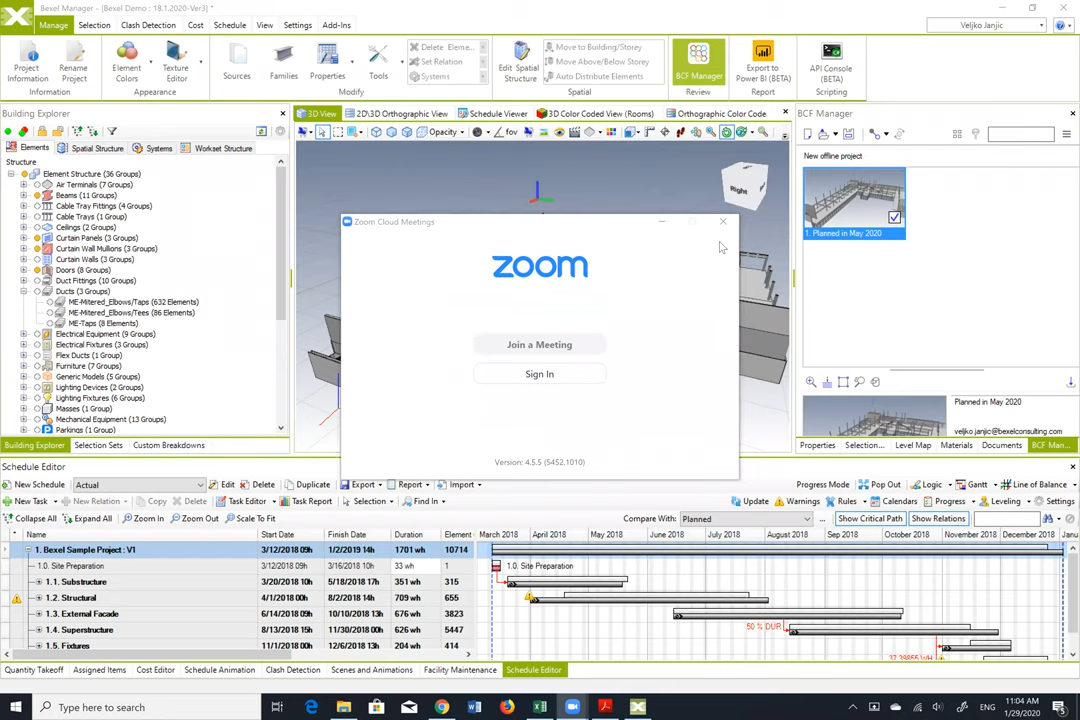 Bexel Manager - [Bexel Demo : 18.1.2020-Ver3] *
Manage Selection Clash Detection Cost Schedule View Settings Add-Ins
Veljko Janjic
Project Information
Rename Project
Element Colors
Texture Editor
Sources
Families
Properties
Tools
Delete Eleme...
Set Relation
Systems
Edit Spatial Structure
Move to Building/Storey
Move Above/Below Storey
Auto Distribute Elements
BCF Manager
Export to Power BI (BETA)
API Console (BETA)
Information Appearance Modify Spatial Review Report Scripting
Building Explorer
Elements Spatial Structure Systems Workset Structure
Structure
Element Structure (36 Groups)
Air Terminals (7 Groups)
Beams (11 Groups)
Cable Tray Fittings (4 Groups)
Cable Trays (1 Group)
Ceilings (2 Groups)
Curtain Panels (3 Groups)
Curtain Wall Mullions (3 Groups)
Curtain Walls (3 Groups)
Doors (8 Groups)
Duct Fittings (10 Groups)
Ducts (3 Groups)
ME-Mitered_Elbows/Taps (632 Elements)
ME-Mitered_Elbows/Tees (86 Elements)
ME-Taps (8 Elements)
Electrical Equipment (9 Groups)
Electrical Fixtures (3 Groups)
Flex Ducts (1 Group)
Furniture (7 Groups)
Generic Models (5 Groups)
Lighting Devices (2 Groups)
Lighting Fixtures (6 Groups)
Masses (1 Group)
Mechanical Equipment (13 Groups)
Parkings (1 Group)
Building Explorer Selection Sets Custom Breakdowns
3D View 2D\3D Orthographic View Schedule Viewer 3D Color Coded View (Rooms) Orthographic Color Code
Opacity fov
Right
Zoom Cloud Meetings
zoom
Join a Meeting
Sign In
Version: 4.5.5 (5452.1010)
BCF Manager
New offline project
1. Planned in May 2020
Planned in May 2020
veljko.janjic@bexelconsulting.com
Properties Selection... Level Map Materials Documents BCF Man...
Schedule Editor
New Schedule Actual Edit Delete Duplicate Export Report Import Progress Mode Pop Out Logic Gantt Line of Balance
New Task New Relation Copy Delete Task Editor Task Report Selection Find In Update Warnings Rules Calendars Progress Leveling Settings
Collapse All Expand All Zoom In Zoom Out Scale To Fit Compare With: Planned ... Show Critical Path Show Relations
Name Start Date Finish Date Duration Element March 2018 April 2018 May 2018 June 2018 July 2018 August 2018 September 2018 October 2018 November 2018 December 2018 Janu
1. Bexel Sample Project : V1 3/12/2018 09h 1/2/2019 14h 1701 wh 10714
1.0. Site Preparation 3/12/2018 09h 3/16/2018 10h 33 wh 1 1.0. Site Preparation
1.1. Substructure 3/20/2018 10h 5/18/2018 17h 351 wh 315
1.2. Structural 4/1/2018 00h 8/2/2018 14h 709 wh 655
1.3. External Facade 6/14/2018 09h 10/10/2018 13h 676 wh 3823
1.4. Superstructure 8/13/2018 15h 11/30/2018 00h 626 wh 5447 50 % DUR
1.5. Fixtures 11/1/2018 00h 12/6/2018 13h 199 wh
Quantity Takeoff Assigned Items Cost Editor Schedule Animation Clash Detection Scenes and Animations Facility Maintenance Schedule Editor
Type here to search
ENG
11:04 AM
1/29/2020
5